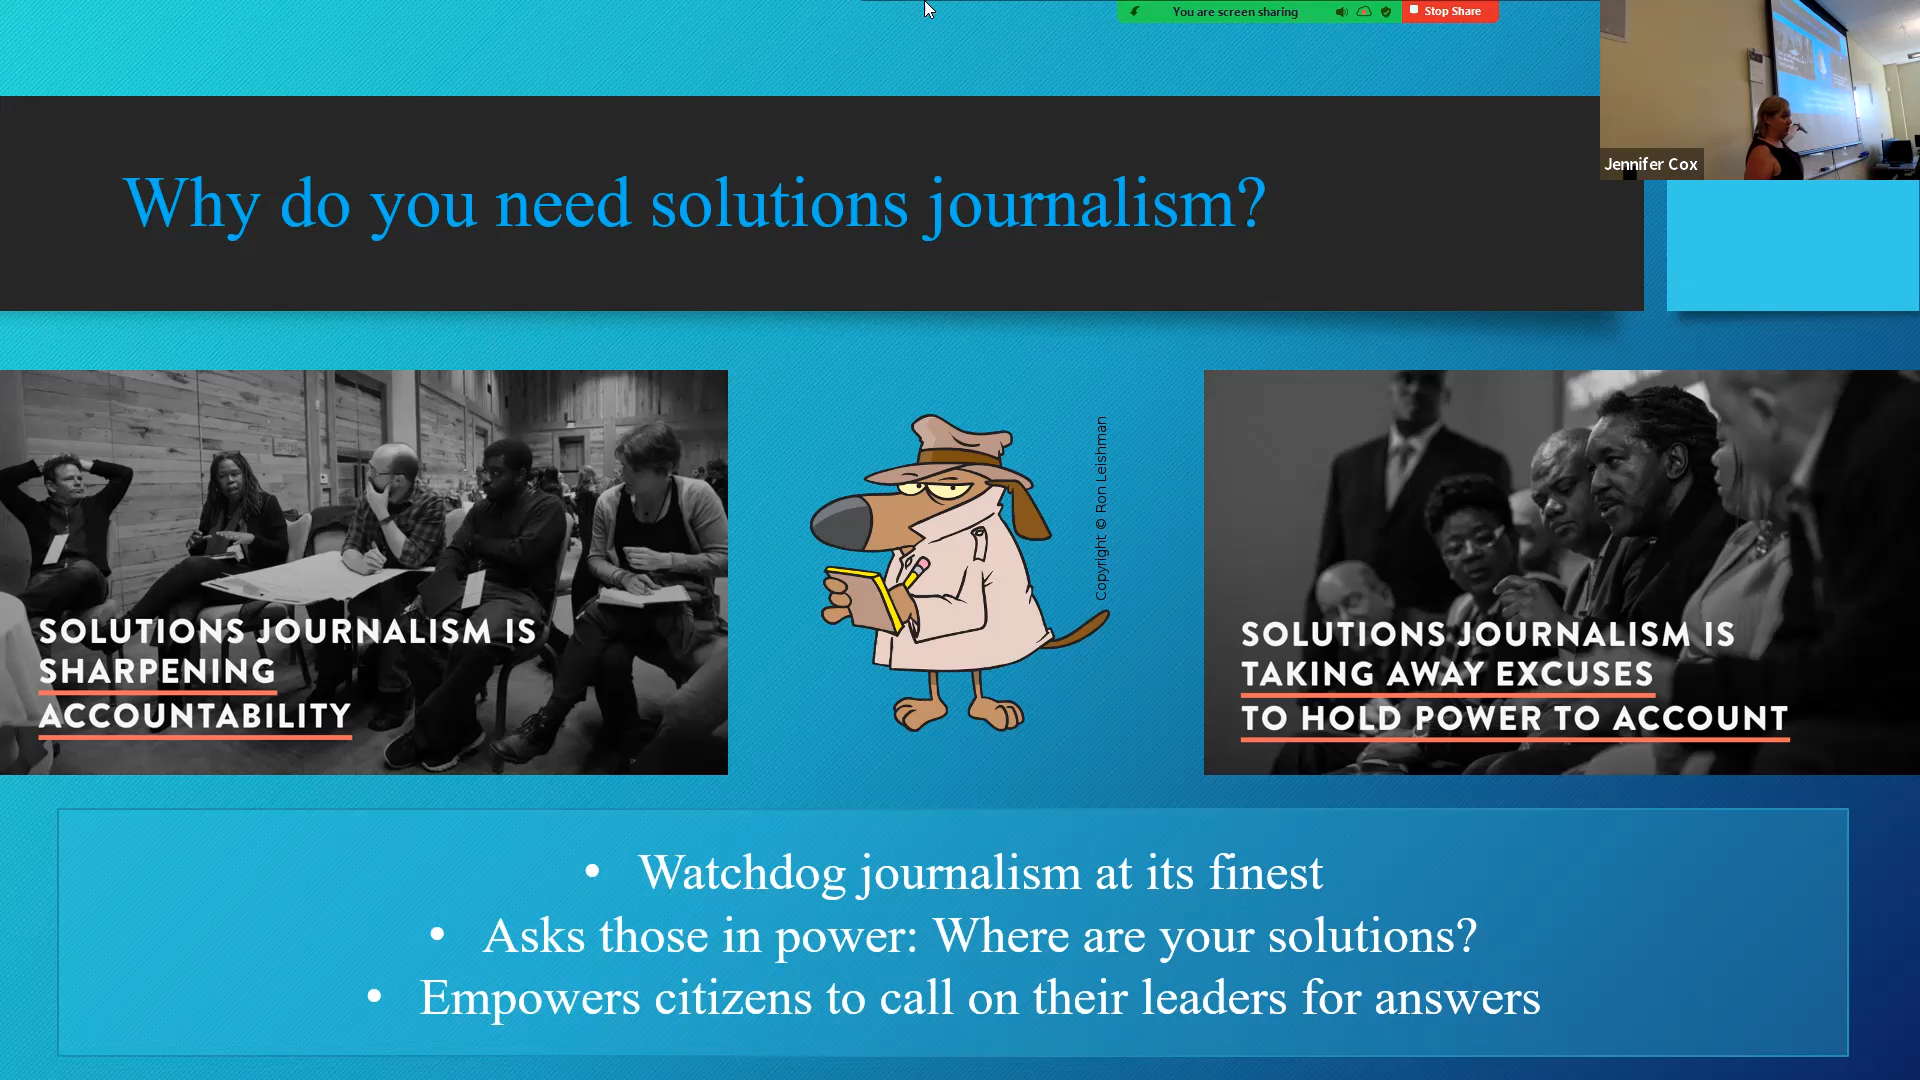 You are screen sharing
Stop Share
Jennifer Cox
Why do you need solutions journalism?
SOLUTIONS JOURNALISM IS
SHARPENING
ACCOUNTABILITY
Copyright © Ron Leishman
SOLUTIONS JOURNALISM IS
TAKING AWAY EXCUSES
TO HOLD POWER TO ACCOUNT
• Watchdog journalism at its finest
• Asks those in power: Where are your solutions?
• Empowers citizens to call on their leaders for answers